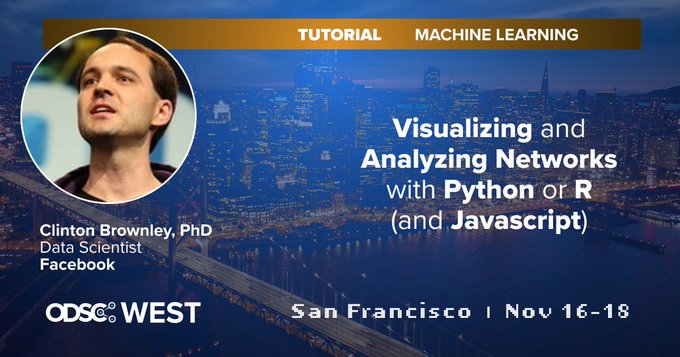 TUTORIAL MACHINE LEARNING
Visualizing and
Analyzing Networks
with Python or R
(and Javascript)
Clinton Brownley, PhD
Data Scientist
Facebook
ODSC WEST
San Francisco | Nov 16-18